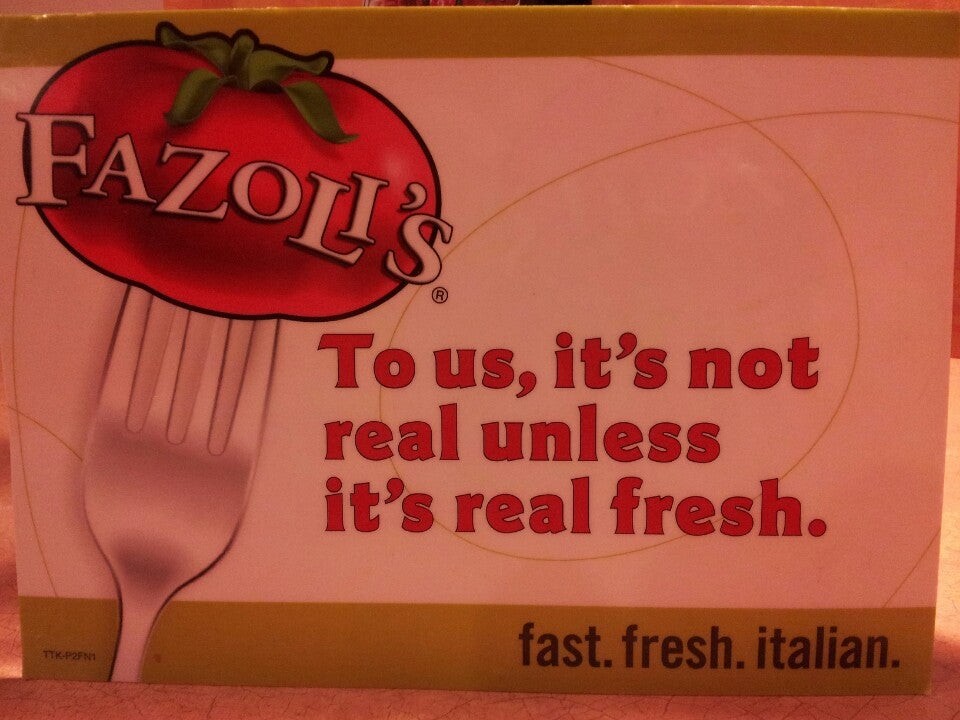 FAZOLI'S
®
To us, it's not
real unless
it's real fresh.
TTK-P2FN1
fast. fresh. italian.